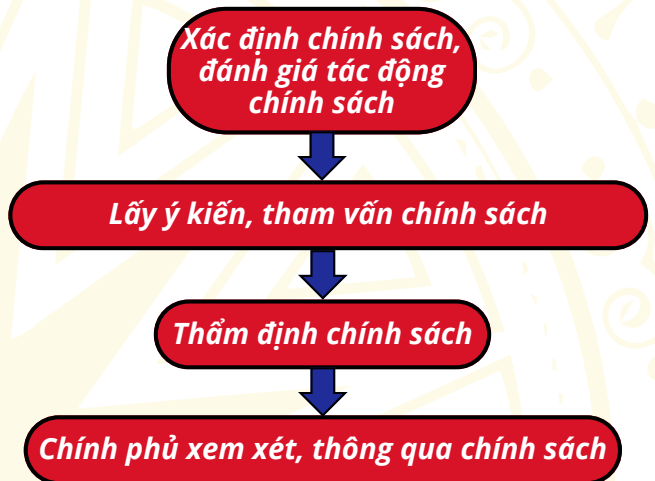 Xác định chính sách,
đánh giá tác động
chính sách
Lấy ý kiến, tham vấn chính sách
Thẩm định chính sách
Chính phủ xem xét, thông qua chính sách